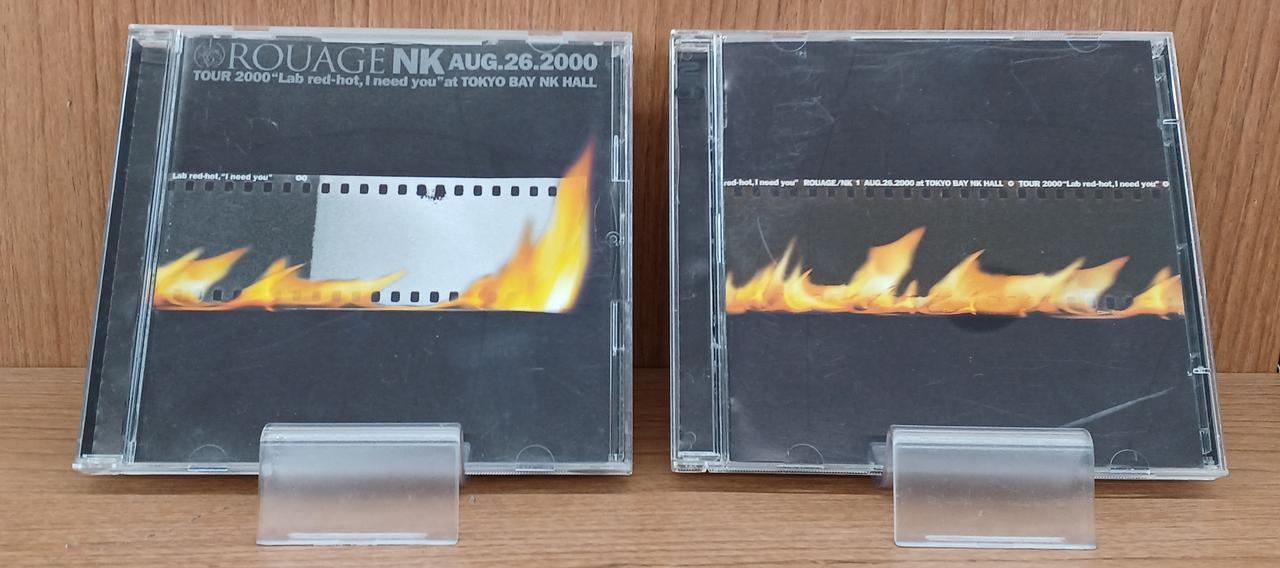 ROUAGE NK AUG.26.2000
TOUR 2000 "Lab red-hot, I need you" at TOKYO BAY NK HALL
Lab red-hot, "I need you"
red-hot, I need you" ROUAGE/NK 1 AUG.26.2000 at TOKYO BAY NK HALL TOUR 2000 "Lab red-hot, I need you"